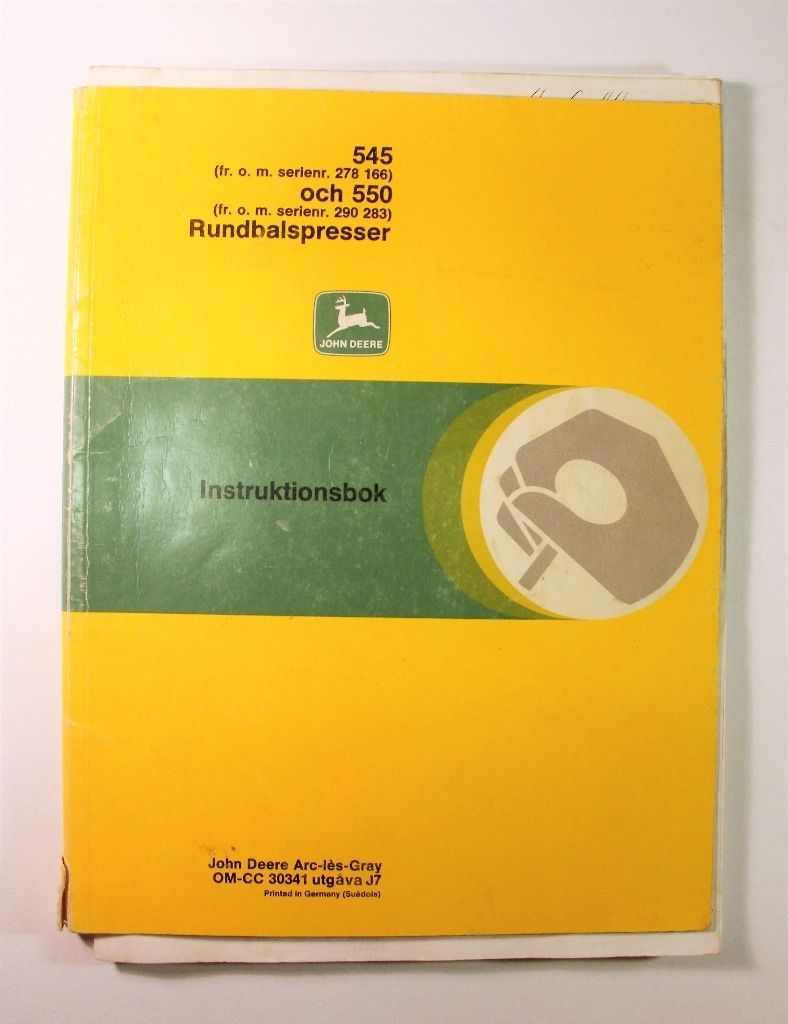 545
(fr. o. m. serienr. 278 166)
och 550
(fr. o. m. serienr. 290 283)
Rundbalspresser
JOHN DEERE
Instruktionsbok
John Deere Arc-lès-Gray
OM-CC 30341 utgåva J7
Printed in Germany (Suédois)